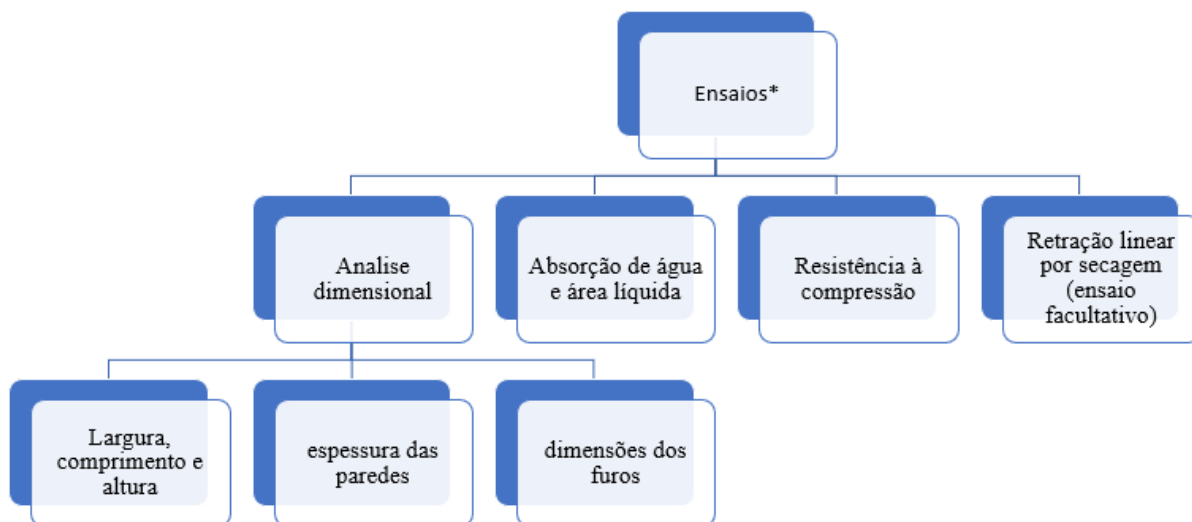 Ensaios*
Analise
dimensional
Absorção de água
e área líquida
Resistência à
compressão
Retração linear
por secagem
(ensaio
facultativo)
Largura,
comprimento e
altura
espessura das
paredes
dimensões dos
furos